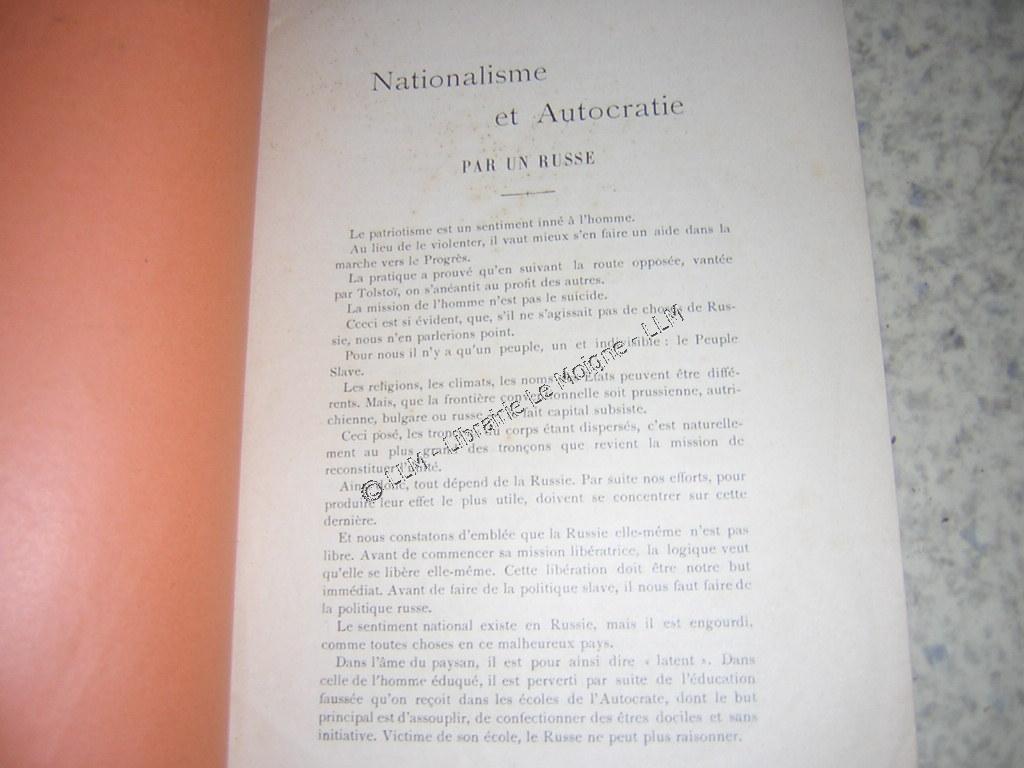 Nationalisme
et Autocratie
PAR UN RUSSE
Le patriotisme est un sentiment inné à l'homme.
Au lieu de le violenter, il vaut mieux s'en faire un aide dans la
marche vers le Progrès.
La pratique a prouvé qu'en suivant la route opposée, vantée
par Tolstoï, on s'anéantit au profit des autres.
La mission de l'homme n'est pas le suicide.
Ceci est si évident, que, s'il ne s'agissait pas de choses de Rus-
sie, nous n'en parlerions point.
Pour nous il n'y a qu'un peuple, un et indivisible : le Peuple
Slave.
Les religions, les climats, les noms des États peuvent être diffé-
rents. Mais, que la frontière conventionnelle soit prussienne, autri-
chienne, bulgare ou russe, le fait capital subsiste.
Ceci posé, les tronçons du corps étant dispersés, c'est naturelle-
ment au plus grand des tronçons que revient la mission de
reconstituer l'unité.
Ainsi donc, tout dépend de la Russie. Par suite nos efforts, pour
produire leur effet le plus utile, doivent se concentrer sur cette
dernière.
Et nous constatons d'emblée que la Russie elle-même n'est pas
libre. Avant de commencer sa mission libératrice, la logique veut
qu'elle se libère elle-même. Cette libération doit être notre but
immédiat. Avant de faire de la politique slave, il nous faut faire de
la politique russe.
Le sentiment national existe en Russie, mais il est engourdi,
comme toutes choses en ce malheureux pays.
Dans l'âme du paysan, il est pour ainsi dire « latent ». Dans
celle de l'homme éduqué, il est perverti par suite de l'éducation
faussée qu'on reçoit dans les écoles de l'Autocrate, dont le but
principal est d'assouplir, de confectionner des êtres dociles et sans
initiative. Victime de son école, le Russe ne peut plus raisonner.
© LLM - Librairie Le Moigne - LLM